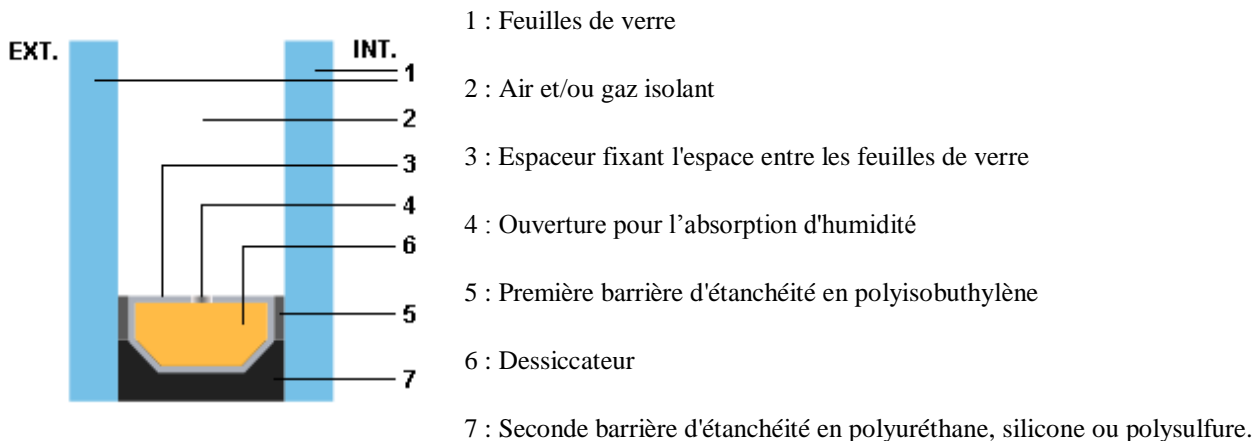 EXT.
INT.
1
2
3
4
6
5
7
1 : Feuilles de verre
2 : Air et/ou gaz isolant
3 : Espaceur fixant l'espace entre les feuilles de verre
4 : Ouverture pour l’absorption d'humidité
5 : Première barrière d'étanchéité en polyisobuthylène
6 : Dessiccateur
7 : Seconde barrière d'étanchéité en polyuréthane, silicone ou polysulfure.